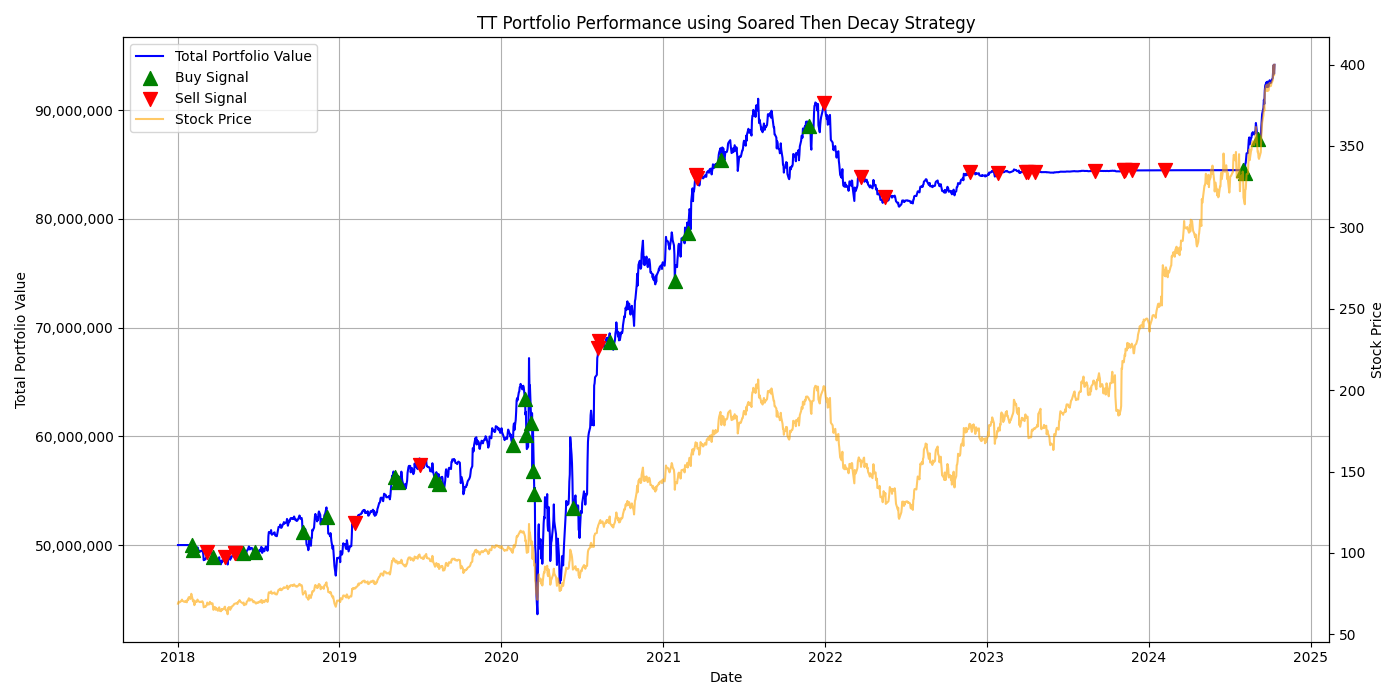 TT Portfolio Performance using Soared Then Decay Strategy
Total Portfolio Value
Buy Signal
Sell Signal
Stock Price
90,000,000
80,000,000
70,000,000
60,000,000
50,000,000
Total Portfolio Value
400
350
300
250
200
150
100
50
Stock Price
2018
2019
2020
2021
2022
2023
2024
2025
Date